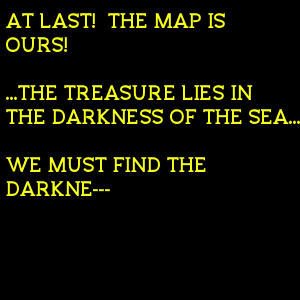 AT LAST!  THE MAP IS
OURS!

...THE TREASURE LIES IN
THE DARKNESS OF THE SEA...

WE MUST FIND THE
DARKNE---